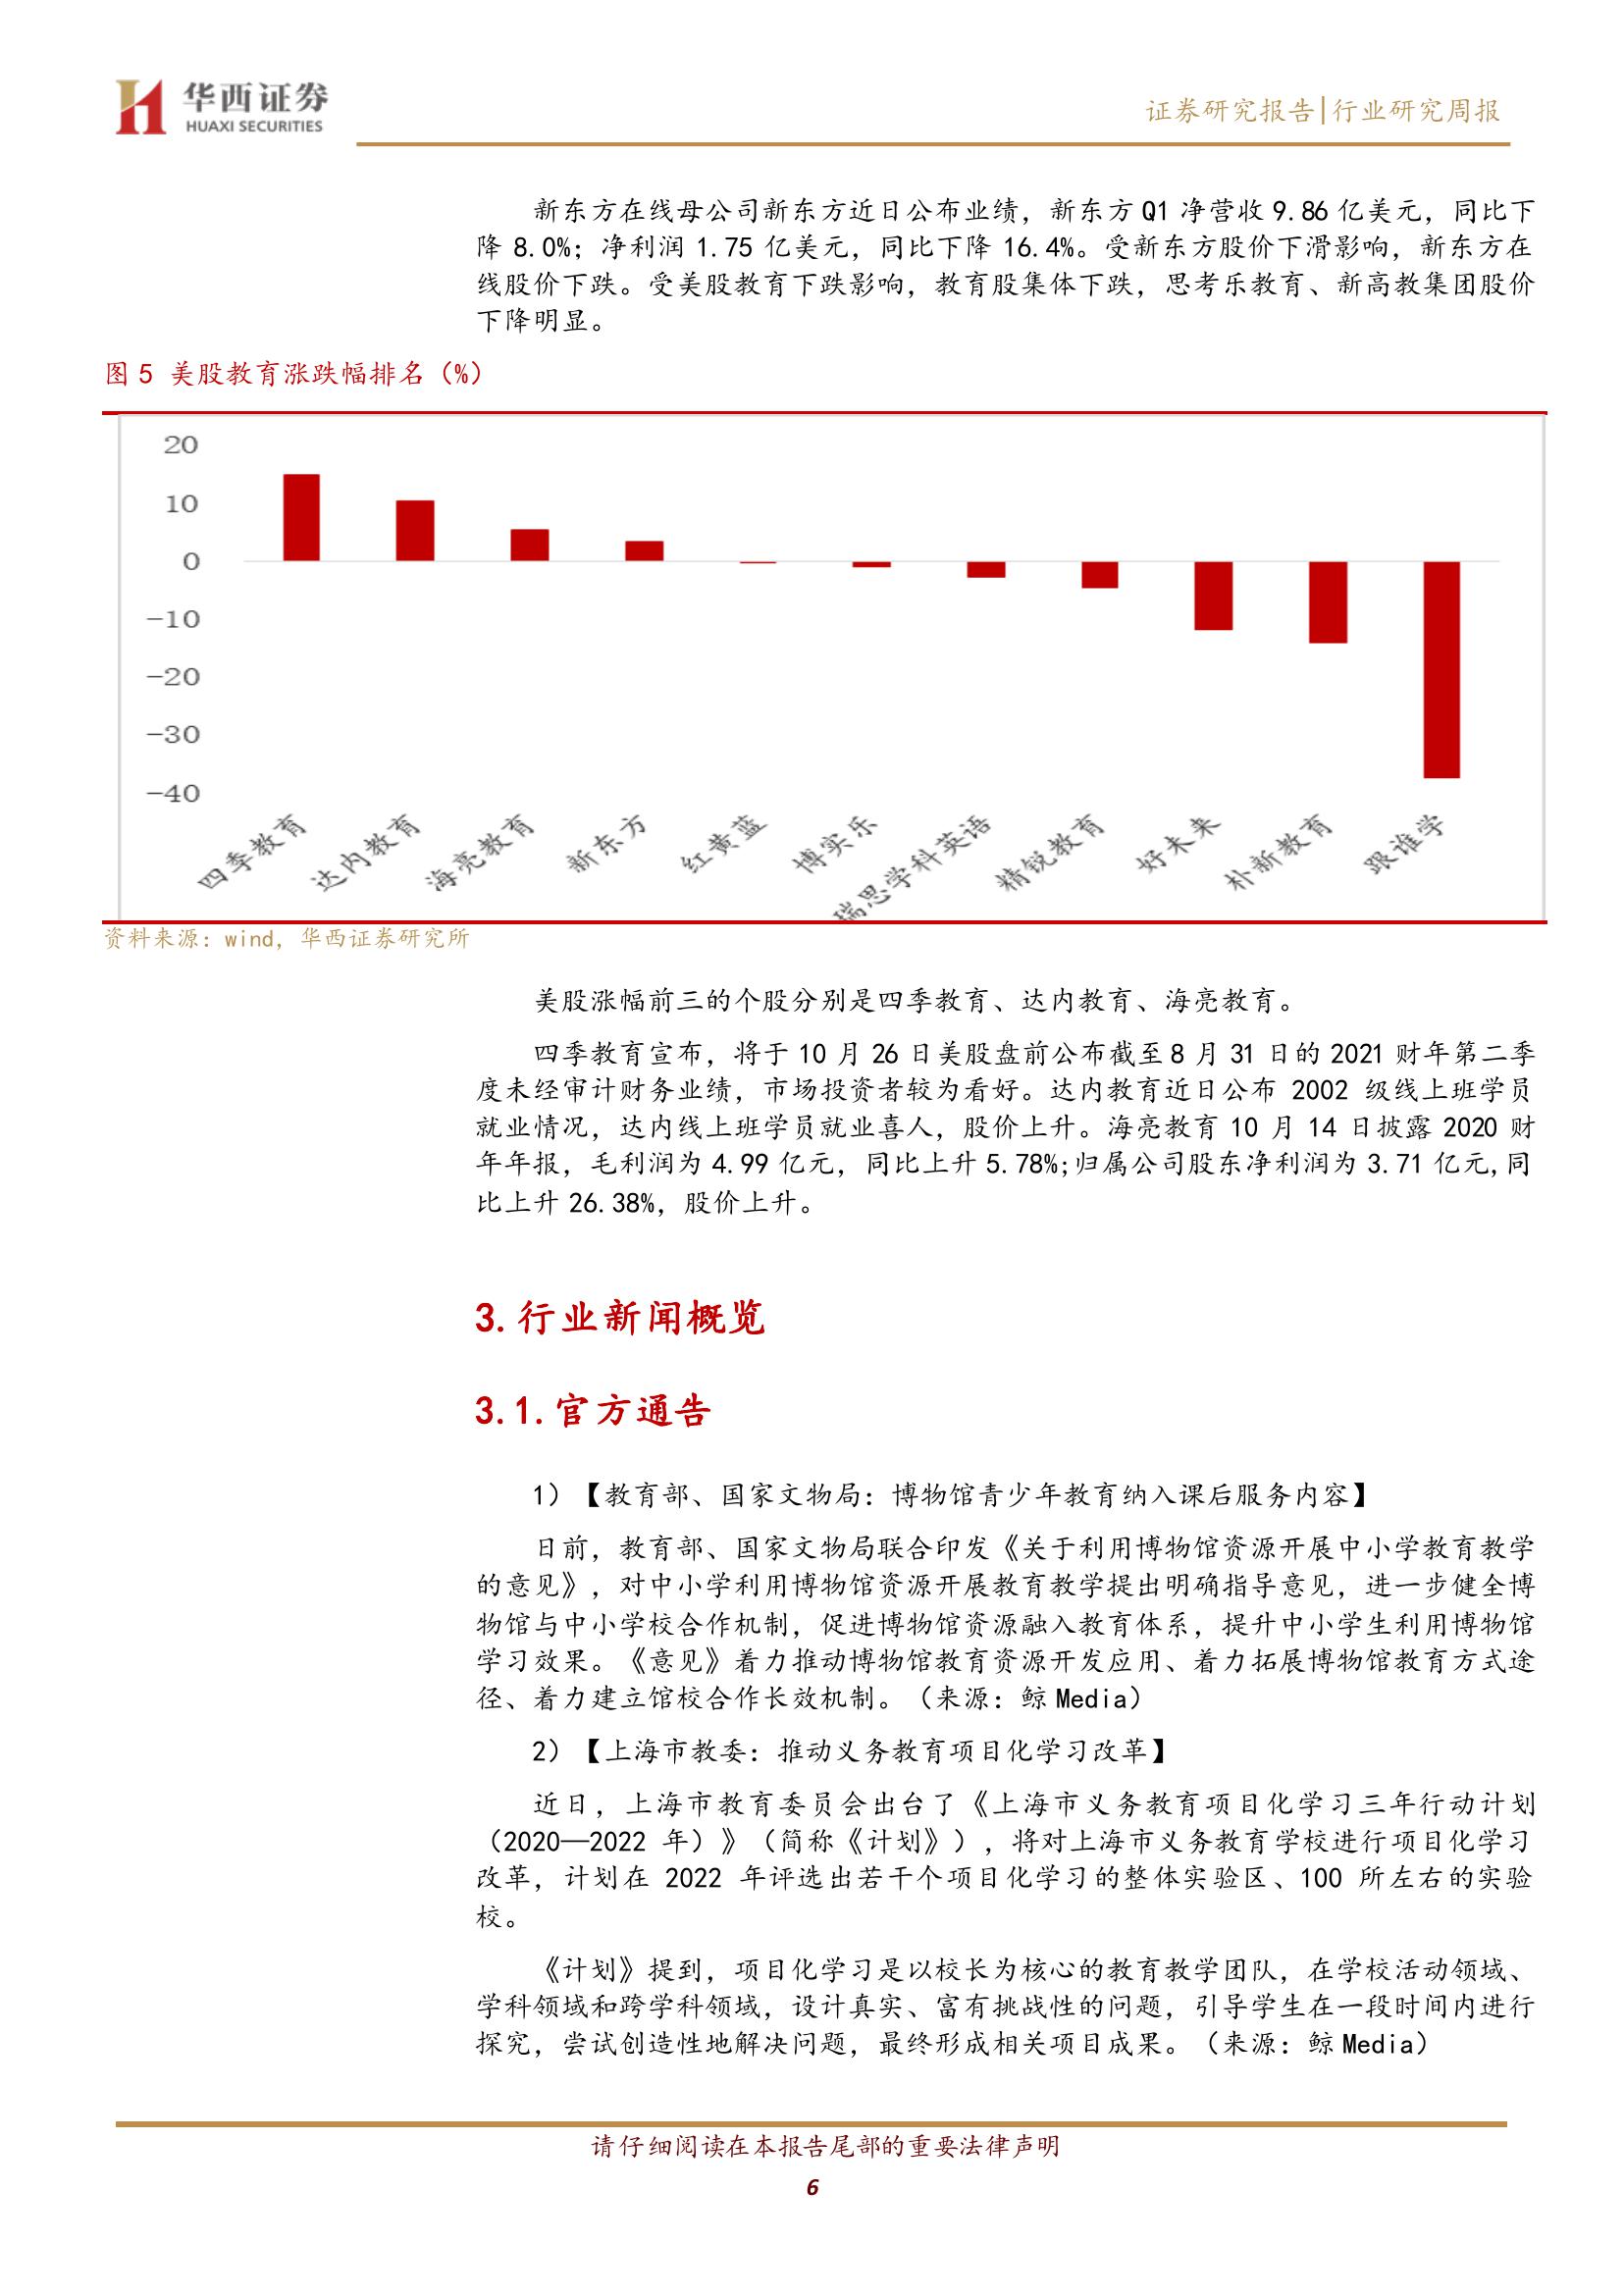 华西证券
HUAXI SECURITIES
证券研究报告|行业研究周报
新东方在线母公司新东方近日公布业绩，新东方Q1 净营收 9.86 亿美元，同比下
降 8.0%；净利润 1.75 亿美元，同比下降 16.4%。受新东方股价下滑影响，新东方在
线股价下跌。受美股教育下跌影响，教育股集体下跌，思考乐教育、新高教集团股价
下降明显。
图 5 美股教育涨跌幅排名（%）
20
10
0
-10
-20
-30
-40
四季教育
达内教育
海亮教育
新东方
红黄蓝
博实乐
瑞思学科英语
精锐教育
好未来
朴新教育
跟谁学
资料来源：wind，华西证券研究所
美股涨幅前三的个股分别是四季教育、达内教育、海亮教育。
四季教育宣布，将于 10 月 26 日美股盘前公布截至 8 月 31 日的 2021 财年第二季
度未经审计财务业绩，市场投资者较为看好。达内教育近日公布 2002 级线上班学员
就业情况，达内线上班学员就业喜人，股价上升。海亮教育 10 月 14 日披露 2020 财
年年报，毛利润为 4.99 亿元，同比上升 5.78%;归属公司股东净利润为 3.71 亿元,同
比上升 26.38%，股价上升。
3.行业新闻概览
3.1.官方通告
1）【教育部、国家文物局：博物馆青少年教育纳入课后服务内容】
日前，教育部、国家文物局联合印发《关于利用博物馆资源开展中小学教育教学
的意见》，对中小学利用博物馆资源开展教育教学提出明确指导意见，进一步健全博
物馆与中小学校合作机制，促进博物馆资源融入教育体系，提升中小学生利用博物馆
学习效果。《意见》着力推动博物馆教育资源开发应用、着力拓展博物馆教育方式途
径、着力建立馆校合作长效机制。（来源：鲸 Media）
2）【上海市教委：推动义务教育项目化学习改革】
近日，上海市教育委员会出台了《上海市义务教育项目化学习三年行动计划
（2020—2022 年）》（简称《计划》），将对上海市义务教育学校进行项目化学习
改革，计划在 2022 年评选出若干个项目化学习的整体实验区、100 所左右的实验
校。
《计划》提到，项目化学习是以校长为核心的教育教学团队，在学校活动领域、
学科领域和跨学科领域，设计真实、富有挑战性的问题，引导学生在一段时间内进行
探究，尝试创造性地解决问题，最终形成相关项目成果。（来源：鲸 Media）
请仔细阅读在本报告尾部的重要法律声明
6